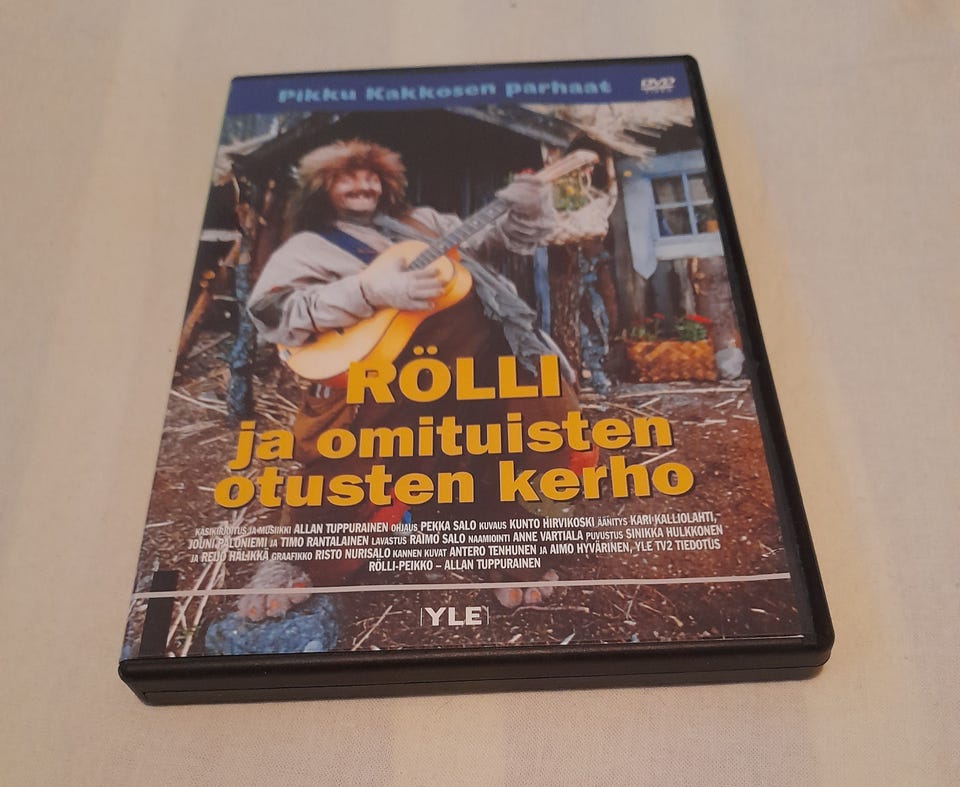 Pikku Kakkosen parhaat
DVD
VIDEO
RÖLLI
ja omituisten
otusten kerho
KÄSIKIRJOITUS JA MUSIIKKI ALLAN TUPPURAINEN OHJAUS PEKKA SALO KUVAUS KUNTO HIRVIKOSKI ÄÄNITYS KARI KALLIOLAHTI,
JOUNI PALONIEMI JA TIMO RANTALAINEN LAVASTUS RAIMO SALO NAAMIOINTI ANNE VARTIALA PUVUSTUS SINIKKA HULKKONEN
JA REIJO HALIKKA GRAAFIKKO RISTO NURISALO KANNEN KUVAT ANTERO TENHUNEN JA AIMO HYVÄRINEN, YLE TV2 TIEDOTUS
RÖLLI-PEIKKO – ALLAN TUPPURAINEN
YLE